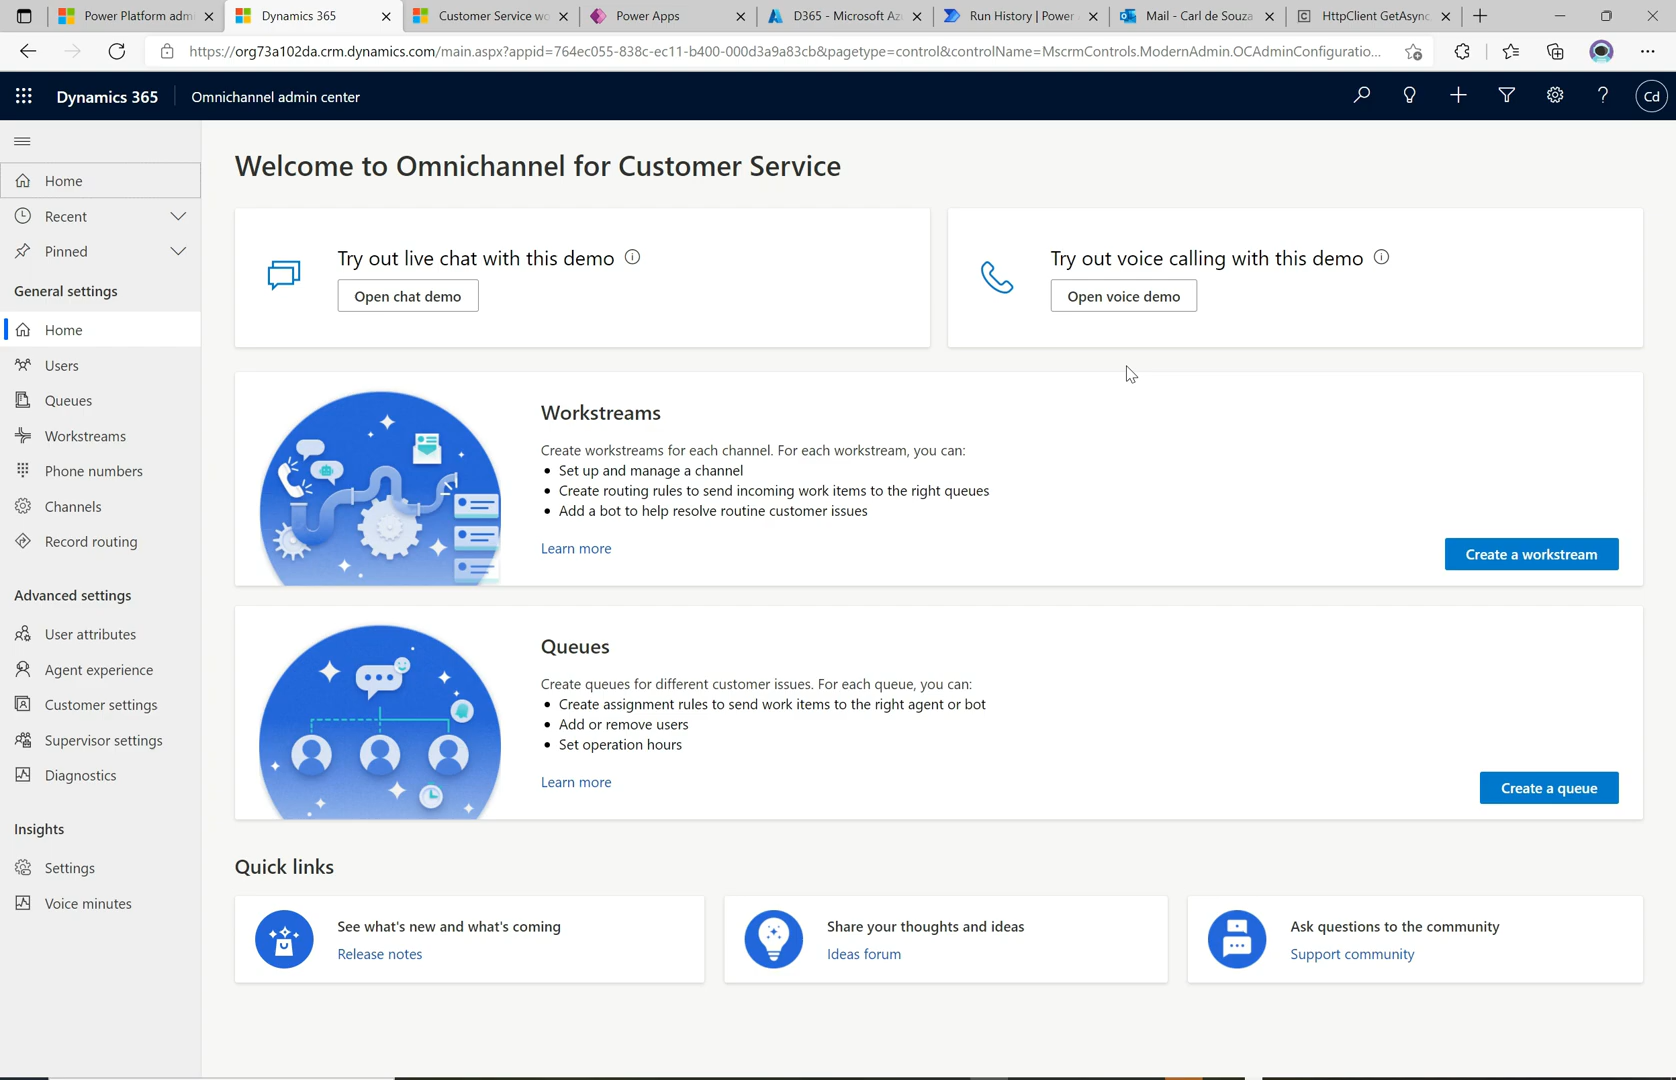 Power Platform adm
Dynamics 365
Customer Service wo
Power Apps
D365 - Microsoft Az
Run History | Power
Mail - Carl de Souza
HttpClient GetAsync
https://org73a102da.crm.dynamics.com/main.aspx?appid=764ec055-838c-ec11-b400-000d3a9a83cb&pagetype=control&controlName=MscrmControls.ModernAdmin.OCAdminConfiguratio...
Dynamics 365
Omnichannel admin center
Cd
Home
Recent
Pinned
General settings
Home
Users
Queues
Workstreams
Phone numbers
Channels
Record routing
Advanced settings
User attributes
Agent experience
Customer settings
Supervisor settings
Diagnostics
Insights
Settings
Voice minutes
Welcome to Omnichannel for Customer Service
Try out live chat with this demo
Open chat demo
Try out voice calling with this demo
Open voice demo
Workstreams
Create workstreams for each channel. For each workstream, you can:
• Set up and manage a channel
• Create routing rules to send incoming work items to the right queues
• Add a bot to help resolve routine customer issues
Learn more
Create a workstream
Queues
Create queues for different customer issues. For each queue, you can:
• Create assignment rules to send work items to the right agent or bot
• Add or remove users
• Set operation hours
Learn more
Create a queue
Quick links
See what's new and what's coming
Release notes
Share your thoughts and ideas
Ideas forum
Ask questions to the community
Support community